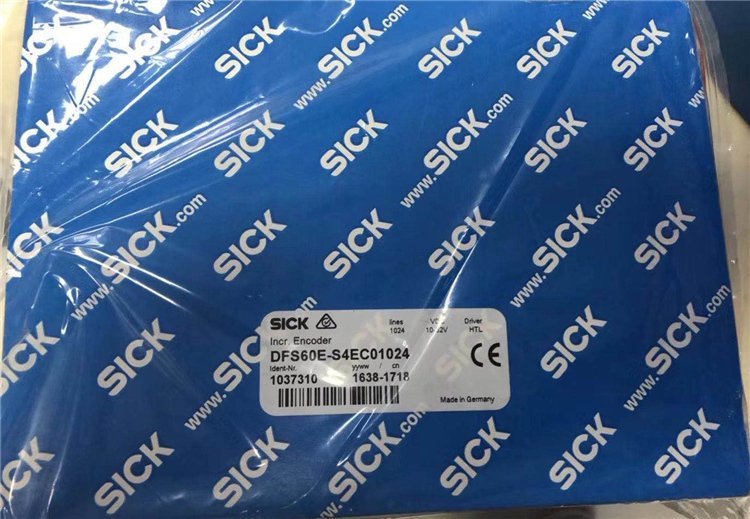 SICK
www.SICK.com
SICK
lines
1024
VDC
10-32V
Driver
HTL
Incr. Encoder
DFS60E-S4EC01024
Ident-Nr.
yyww / cn
1037310
1638-1718
CE
Made in Germany